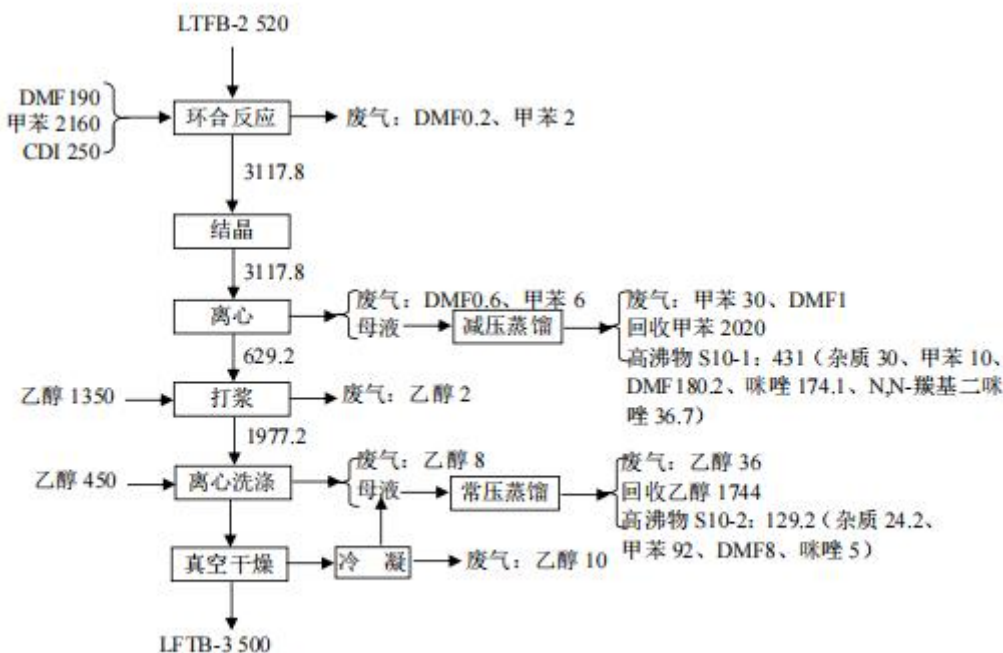 LTFB-2 520
DMF190
甲苯 2160
CDI 250
环合反应
废气：DMF0.2、甲苯 2
3117.8
结晶
3117.8
离心
废气：DMF0.6、甲苯 6
母液
减压蒸馏
废气：甲苯 30、DMF1
回收甲苯 2020
高沸物 S10-1：431（杂质 30、甲苯 10、
DMF180.2、咪唑 174.1、N,N-羰基二咪
唑 36.7）
629.2
乙醇 1350
打浆
废气：乙醇 2
1977.2
乙醇 450
离心洗涤
废气：乙醇 8
母液
常压蒸馏
废气：乙醇 36
回收乙醇 1744
高沸物 S10-2：129.2（杂质 24.2、
甲苯 92、DMF8、咪唑 5）
真空干燥
冷 凝
废气：乙醇 10
LFTB-3 500